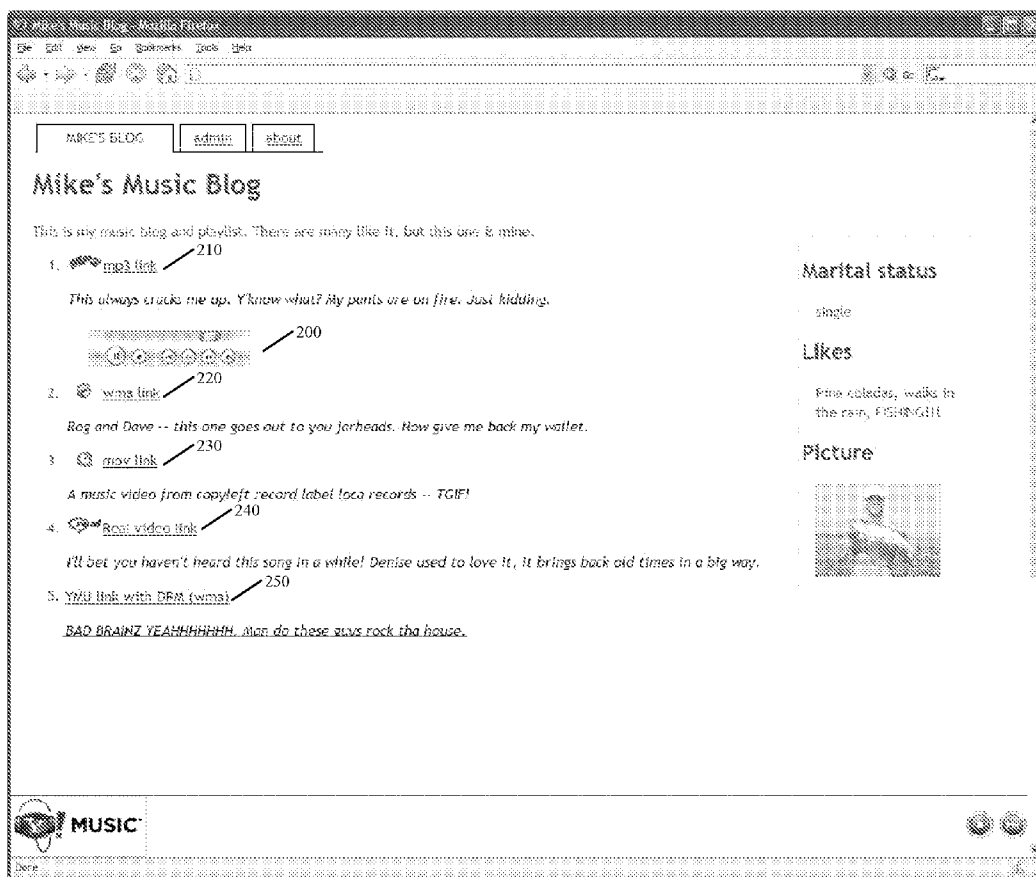 Mike's Music Blog - Mozilla Firefox
File Edit View Go Bookmarks Tools Help
MIKE'S BLOG admin about
Mike's Music Blog
This is my music blog and playlist. There are many like it, but this one is mine.
210
1. mp3 link
This always cracks me up. Y'know what? My pants are on fire. Just kidding.
200
220
2. wma link
Rog and Dave -- this one goes out to you jarheads. Now give me back my wallet.
230
3. mov link
A music video from copyleft record label loca records -- TGIF!
240
4. Real video link
I'll bet you haven't heard this song in a while! Denise used to love it, it brings back old times in a big way.
250
5. YMU link with DRM (wma)
BAD BRAINZ YEAHHHHHHH. Man do these guys rock tha house.
Marital status
single
Likes
Pina coladas, walks in
the rain, FISHING!!!
Picture
Y! MUSIC
Done